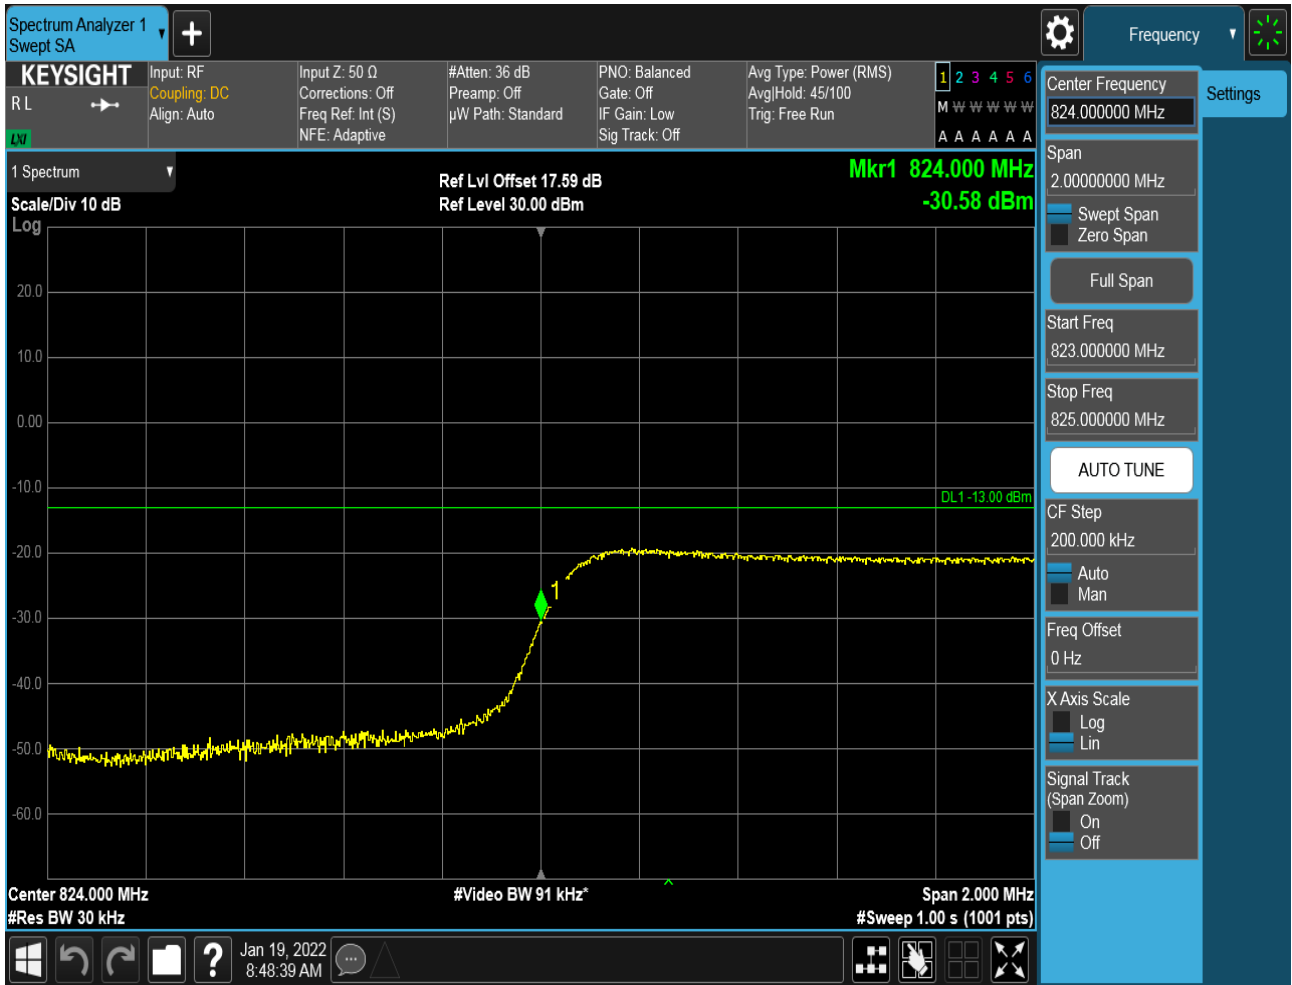 Spectrum Analyzer 1
Swept SA
Frequency
KEYSIGHT
R L
LXI
Input: RF
Coupling: DC
Align: Auto
Input Z: 50 Ω
Corrections: Off
Freq Ref: Int (S)
NFE: Adaptive
#Atten: 36 dB
Preamp: Off
µW Path: Standard
PNO: Balanced
Gate: Off
IF Gain: Low
Sig Track: Off
Avg Type: Power (RMS)
Avg|Hold: 45/100
Trig: Free Run
1 2 3 4 5 6
M W W W W W
A A A A A A
1 Spectrum
Scale/Div 10 dB
Log
Ref Lvl Offset 17.59 dB
Ref Level 30.00 dBm
Mkr1 824.000 MHz
-30.58 dBm
20.0
10.0
0.00
-10.0
DL1 -13.00 dBm
-20.0
1
-30.0
-40.0
-50.0
-60.0
Center 824.000 MHz
#Video BW 91 kHz*
Span 2.000 MHz
#Res BW 30 kHz
#Sweep 1.00 s (1001 pts)
Jan 19, 2022
8:48:39 AM
Center Frequency
824.000000 MHz
Settings
Span
2.00000000 MHz
Swept Span
Zero Span
Full Span
Start Freq
823.000000 MHz
Stop Freq
825.000000 MHz
AUTO TUNE
CF Step
200.000 kHz
Auto
Man
Freq Offset
0 Hz
X Axis Scale
Log
Lin
Signal Track
(Span Zoom)
On
Off